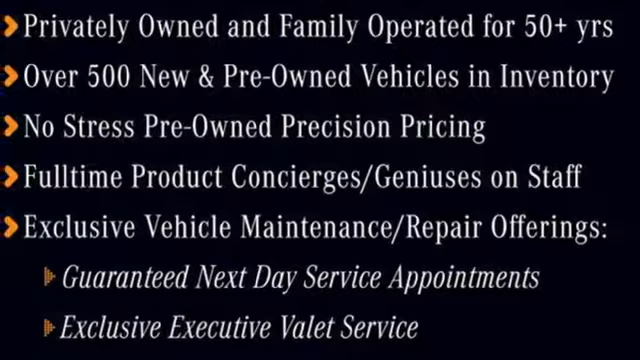 Privately Owned and Family Operated for 50+ yrs
Over 500 New & Pre-Owned Vehicles in Inventory
No Stress Pre-Owned Precision Pricing
Fulltime Product Concierges/Geniuses on Staff
Exclusive Vehicle Maintenance/Repair Offerings:
Guaranteed Next Day Service Appointments
Exclusive Executive Valet Service